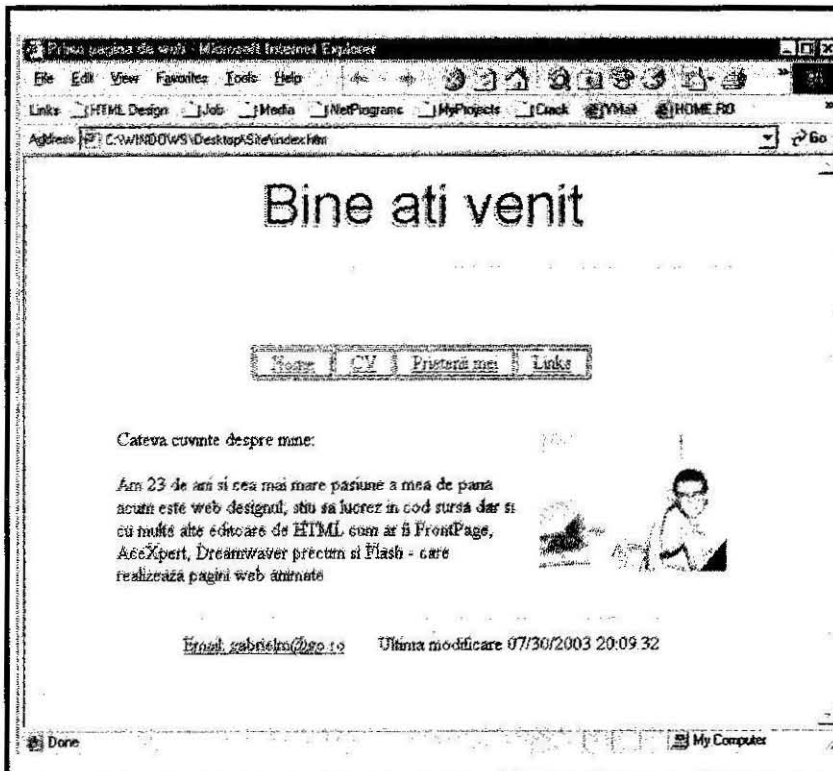 Prima pagina de web - Microsoft Internet Explorer
File Edit View Favorites Tools Help
Links HTML Design Job Media NetPrograms MyProjects Crack YMail HOME.RO
Address C:\WINDOWS\Desktop\Site\index.htm Go
Bine ati venit
Home CV Prietenii mei Links
Cateva cuvinte despre mine:
Am 23 de ani si cea mai mare pasiune a mea de pana
acum este web designul, stiu sa lucrez in cod sursa dar si
cu multe alte editoare de HTML cum ar fi FrontPage,
AceXpert, Dreamwaver precum si Flash - care
realizeaza pagini web animate
Email: gabrielm@go.ro Ultima modificare 07/30/2003 20:09:32
Done My Computer